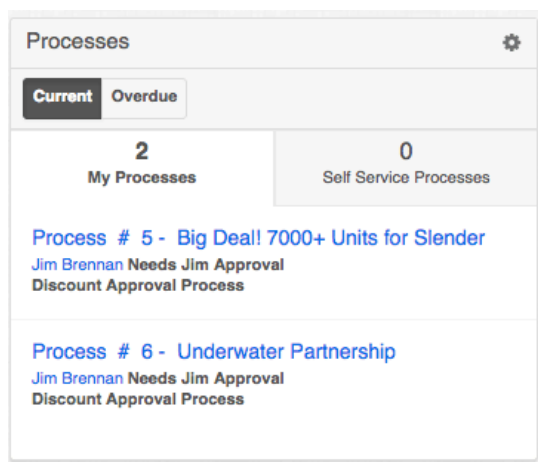 Processes
Current Overdue
2 0
My Processes Self Service Processes
Process # 5 - Big Deal! 7000+ Units for Slender
Jim Brennan Needs Jim Approval
Discount Approval Process
Process # 6 - Underwater Partnership
Jim Brennan Needs Jim Approval
Discount Approval Process